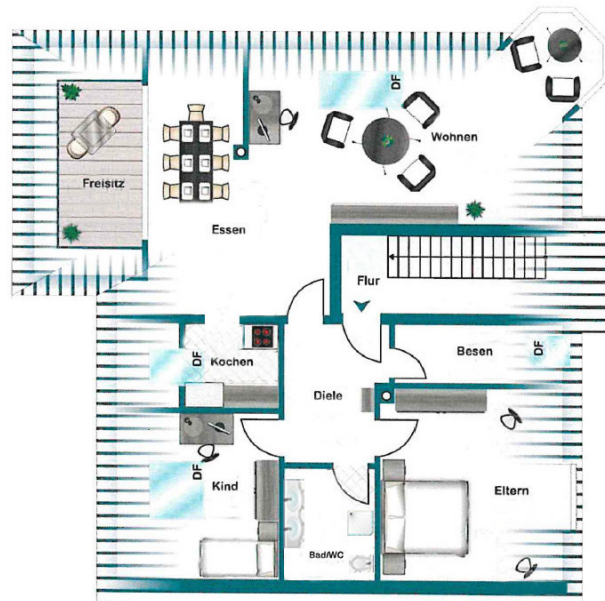 DF
Wohnen
Freisitz
Essen
Flur
DF
Kochen
Besen
DF
Diele
DF
Kind
Eltern
Bad/WC